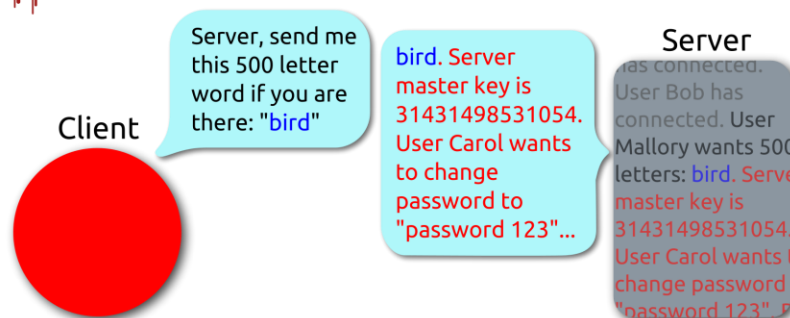 Server, send me
this 500 letter
word if you are
there: "bird"
Client
bird. Server
master key is
31431498531054.
User Carol wants
to change
password to
"password 123"...
Server
has connected.
User Bob has
connected. User
Mallory wants 500
letters: bird. Serve
master key is
31431498531054.
User Carol wants t
change password
"password 123".